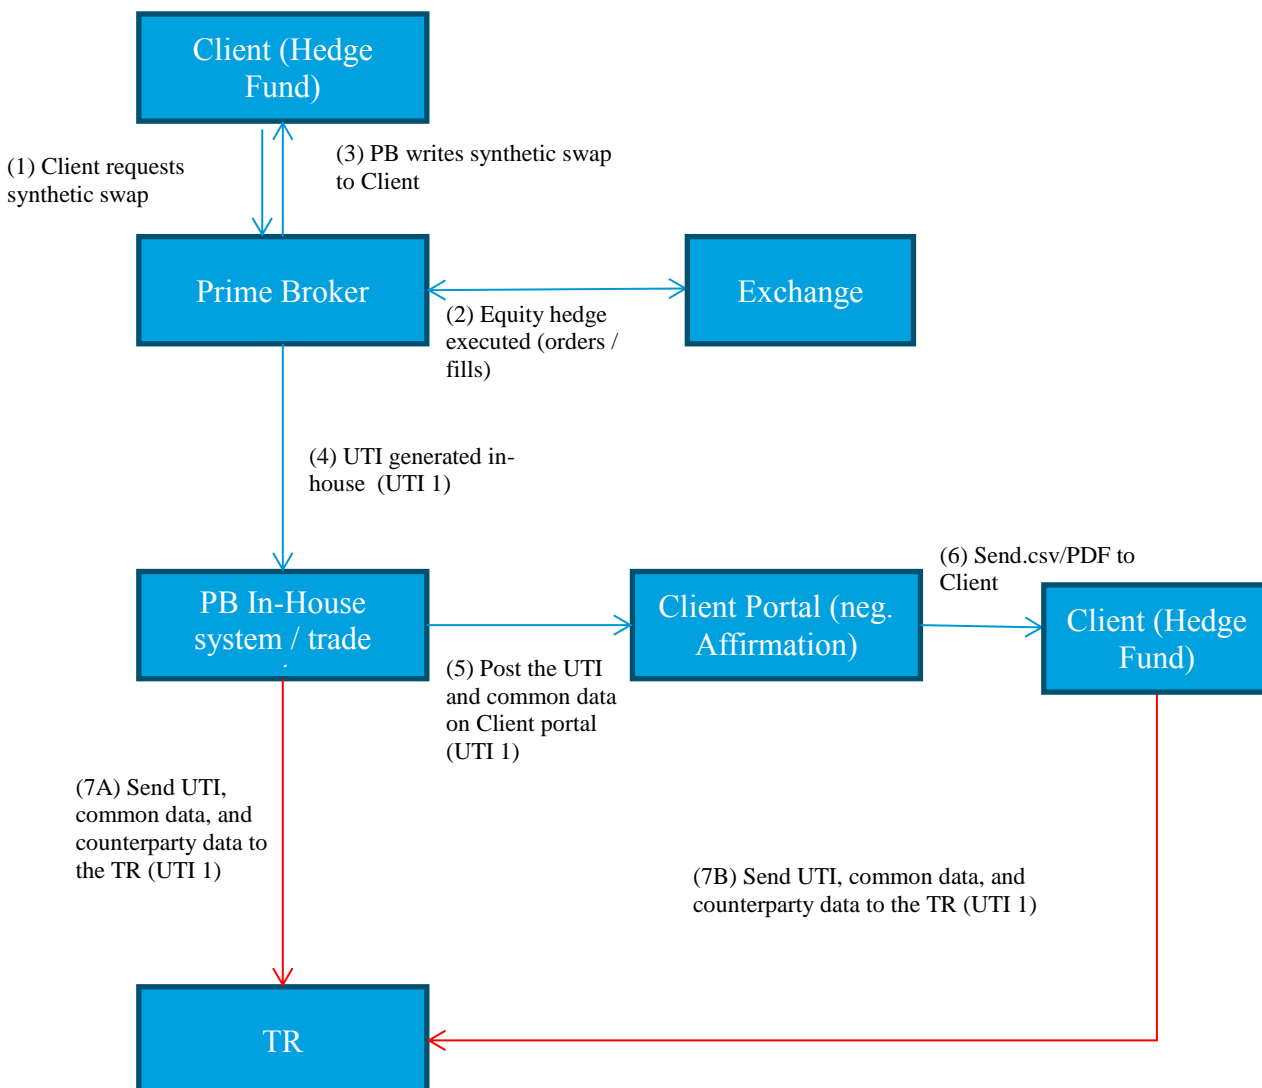 Client (Hedge
Fund)
(1) Client requests
synthetic swap
(3) PB writes synthetic swap
to Client
Prime Broker
Exchange
(2) Equity hedge
executed (orders /
fills)
(4) UTI generated in-
house (UTI 1)
PB In-House
system / trade
Client Portal (neg.
Affirmation)
(6) Send.csv/PDF to
Client
Client (Hedge
Fund)
(5) Post the UTI
and common data
on Client portal
(UTI 1)
(7A) Send UTI,
common data, and
counterparty data to
the TR (UTI 1)
(7B) Send UTI, common data, and
counterparty data to the TR (UTI 1)
TR